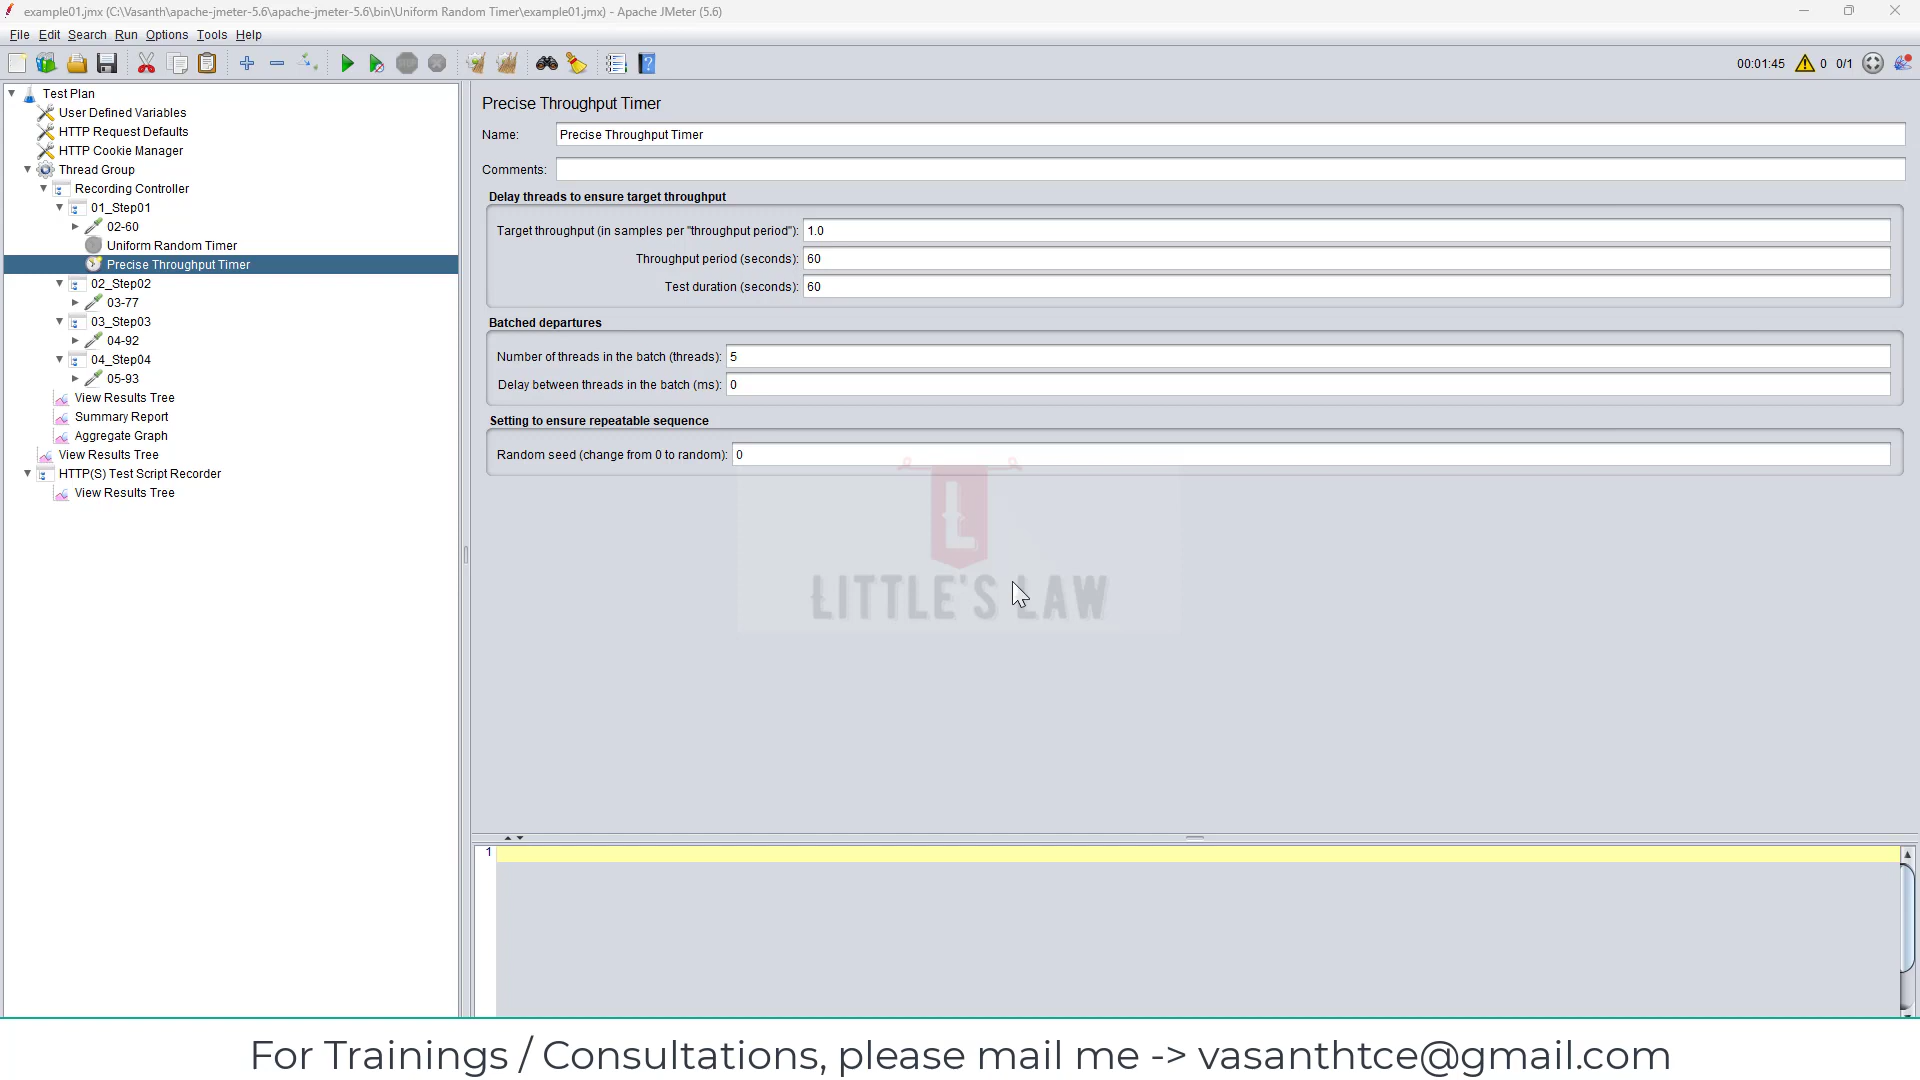 example01.jmx (C:\Vasanth\apache-jmeter-5.6\apache-jmeter-5.6\bin\Uniform Random Timer\example01.jmx) - Apache JMeter (5.6)
File Edit Search Run Options Tools Help
STOP
00:01:45 0 0/1
Test Plan
User Defined Variables
HTTP Request Defaults
HTTP Cookie Manager
Thread Group
Recording Controller
01_Step01
02-60
Uniform Random Timer
Precise Throughput Timer
02_Step02
03-77
03_Step03
04-92
04_Step04
05-93
View Results Tree
Summary Report
Aggregate Graph
View Results Tree
HTTP(S) Test Script Recorder
View Results Tree
Precise Throughput Timer
Name: Precise Throughput Timer
Comments:
Delay threads to ensure target throughput
Target throughput (in samples per "throughput period"): 1.0
Throughput period (seconds): 60
Test duration (seconds): 60
Batched departures
Number of threads in the batch (threads): 5
Delay between threads in the batch (ms): 0
Setting to ensure repeatable sequence
Random seed (change from 0 to random): 0
L
LITTLE'S LAW
1
For Trainings / Consultations, please mail me -> vasanthtce@gmail.com